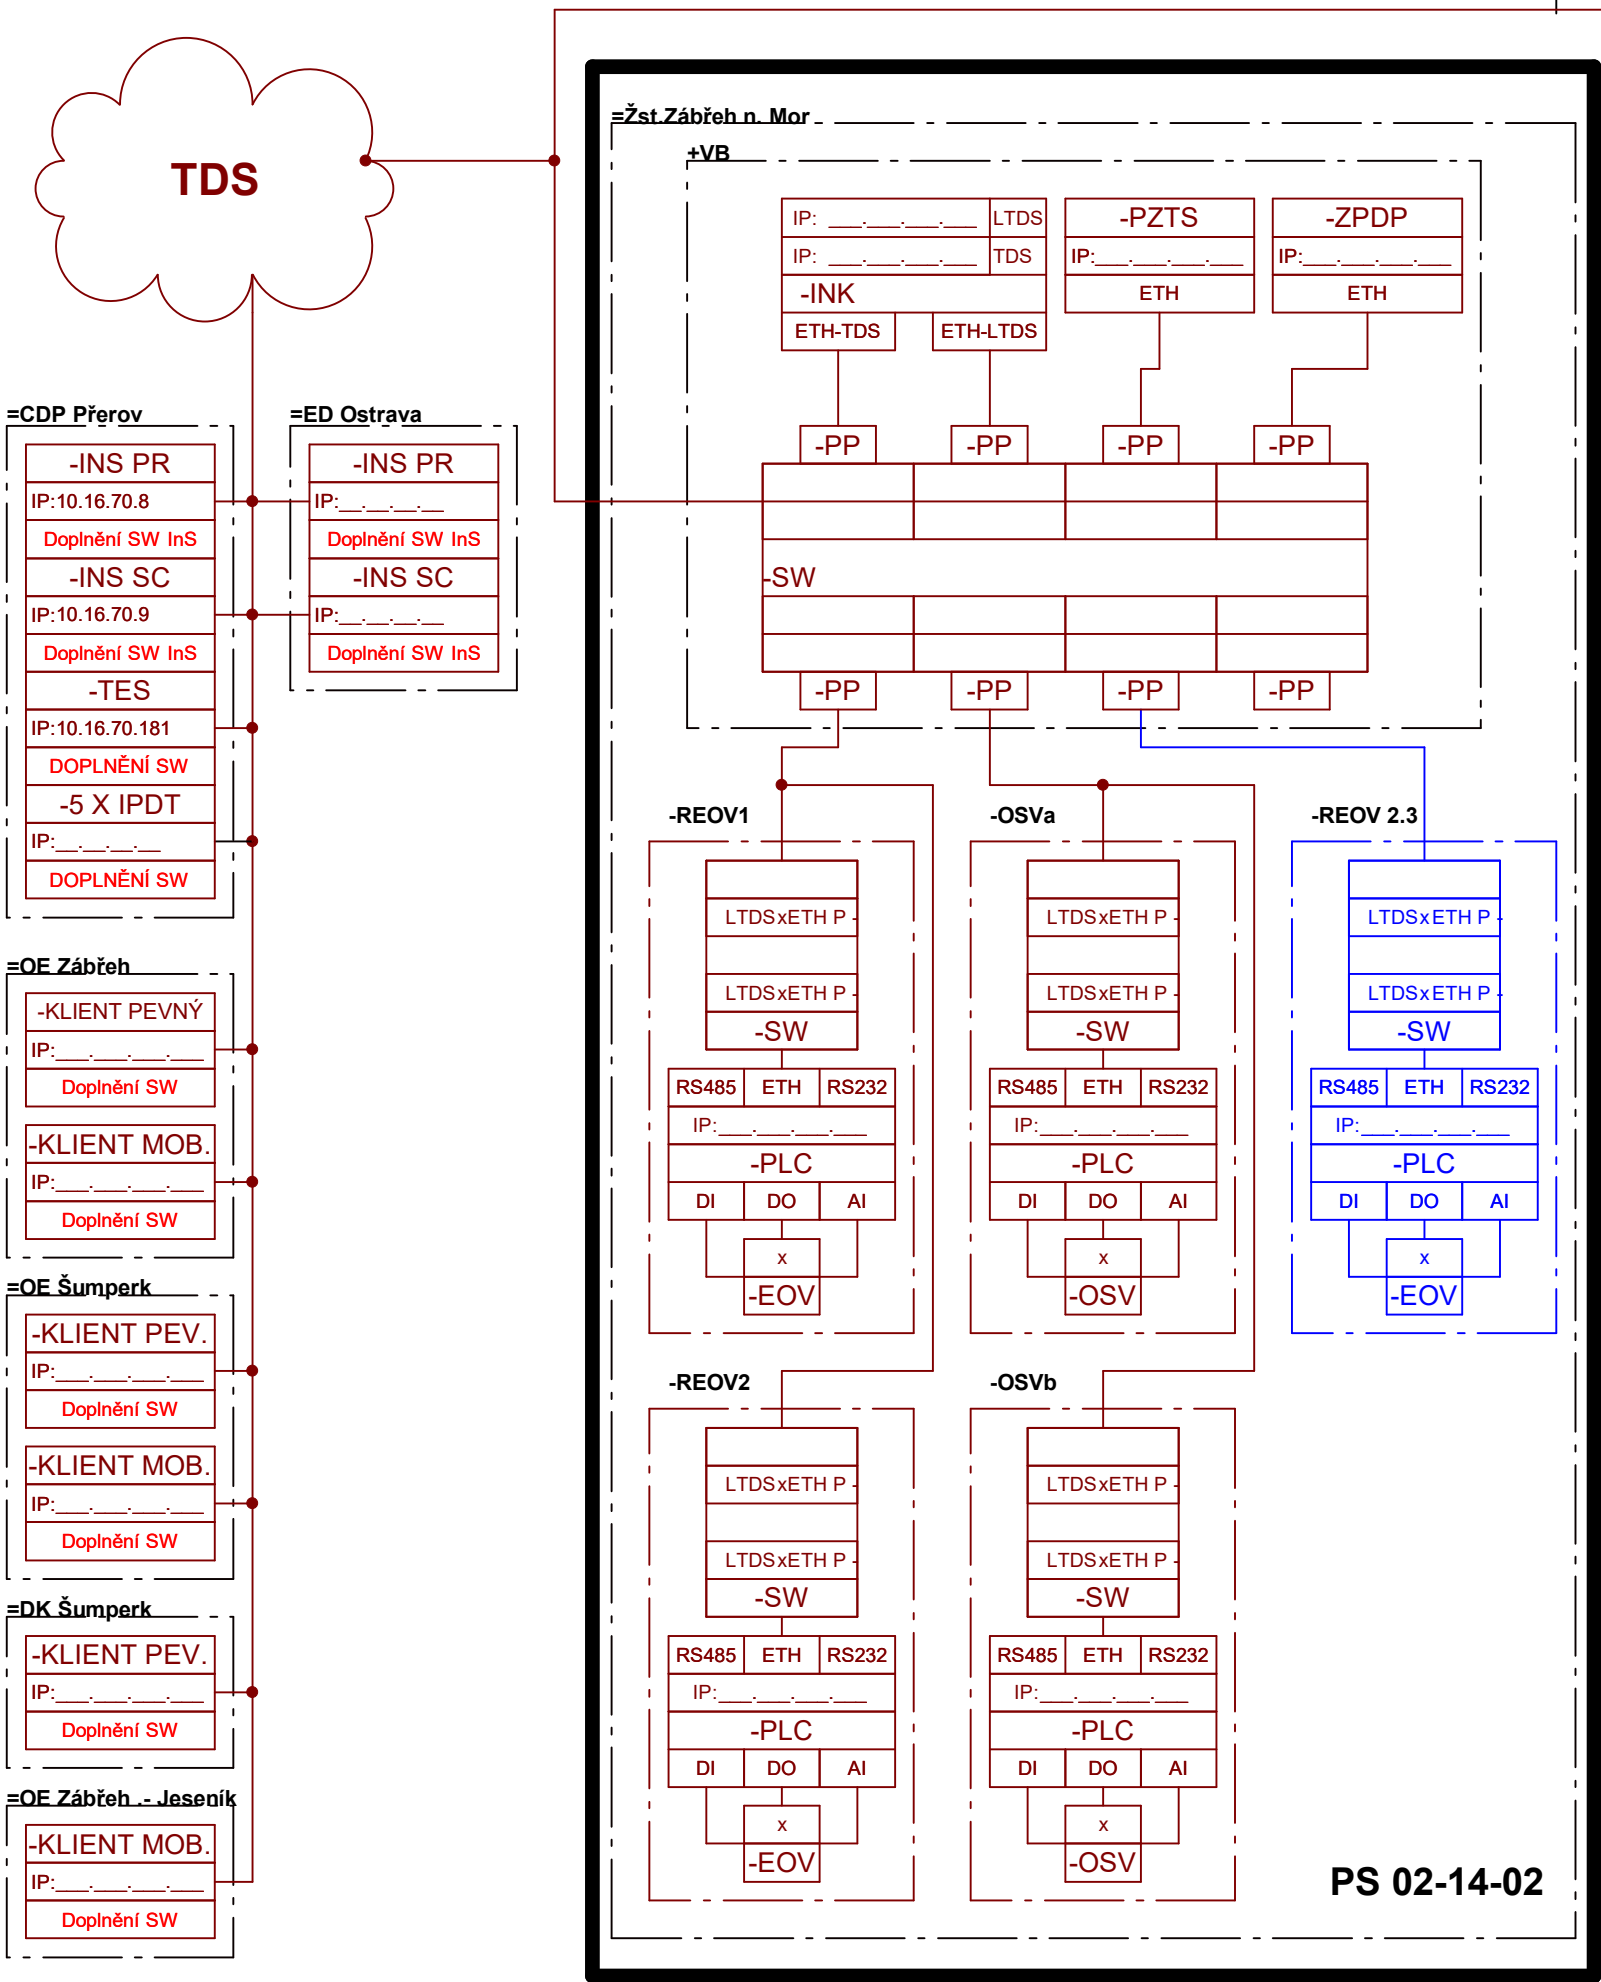 TDS
=CDP Přerov
-INS PR
IP:10.16.70.8
Doplnění SW InS
-INS SC
IP:10.16.70.9
Doplnění SW InS
-TES
IP:10.16.70.181
DOPLNĚNÍ SW
-5 X IPDT
IP:__.__.__.__
DOPLNĚNÍ SW
=ED Ostrava
-INS PR
IP:__.__.__.__
Doplnění SW InS
-INS SC
IP:__.__.__.__
Doplnění SW InS
=OE Zábřeh
-KLIENT PEVNÝ
IP:___.___.___.___
Doplnění SW
-KLIENT MOB.
IP:___.___.___.___
Doplnění SW
=OE Šumperk
-KLIENT PEV.
IP:___.___.___.___
Doplnění SW
-KLIENT MOB.
IP:___.___.___.___
Doplnění SW
=DK Šumperk
-KLIENT PEV.
IP:___.___.___.___
Doplnění SW
=OE Zábřeh .- Jeseník
-KLIENT MOB.
IP:___.___.___.___
Doplnění SW
=Žst.Zábřeh n. Mor
+VB
IP: ___.___.___.___ LTDS
IP: ___.___.___.___ TDS
-INK
ETH-TDS ETH-LTDS
-PZTS
IP:___.___.___.___
ETH
-ZPDP
IP:___.___.___.___
ETH
-PP -PP -PP -PP
-SW
-PP -PP -PP -PP
-REOV1
LTDSxETH P -
LTDSxETH P -
-SW
RS485 ETH RS232
IP:___.___.___.___
-PLC
DI DO AI
x
-EOV
-OSVa
LTDSxETH P -
LTDSxETH P -
-SW
RS485 ETH RS232
IP:___.___.___.___
-PLC
DI DO AI
x
-OSV
-REOV 2.3
LTDSxETH P -
LTDSxETH P -
-SW
RS485 ETH RS232
IP:___.___.___.___
-PLC
DI DO AI
x
-EOV
-REOV2
LTDSxETH P -
LTDSxETH P -
-SW
RS485 ETH RS232
IP:___.___.___.___
-PLC
DI DO AI
x
-EOV
-OSVb
LTDSxETH P -
LTDSxETH P -
-SW
RS485 ETH RS232
IP:___.___.___.___
-PLC
DI DO AI
x
-OSV
PS 02-14-02